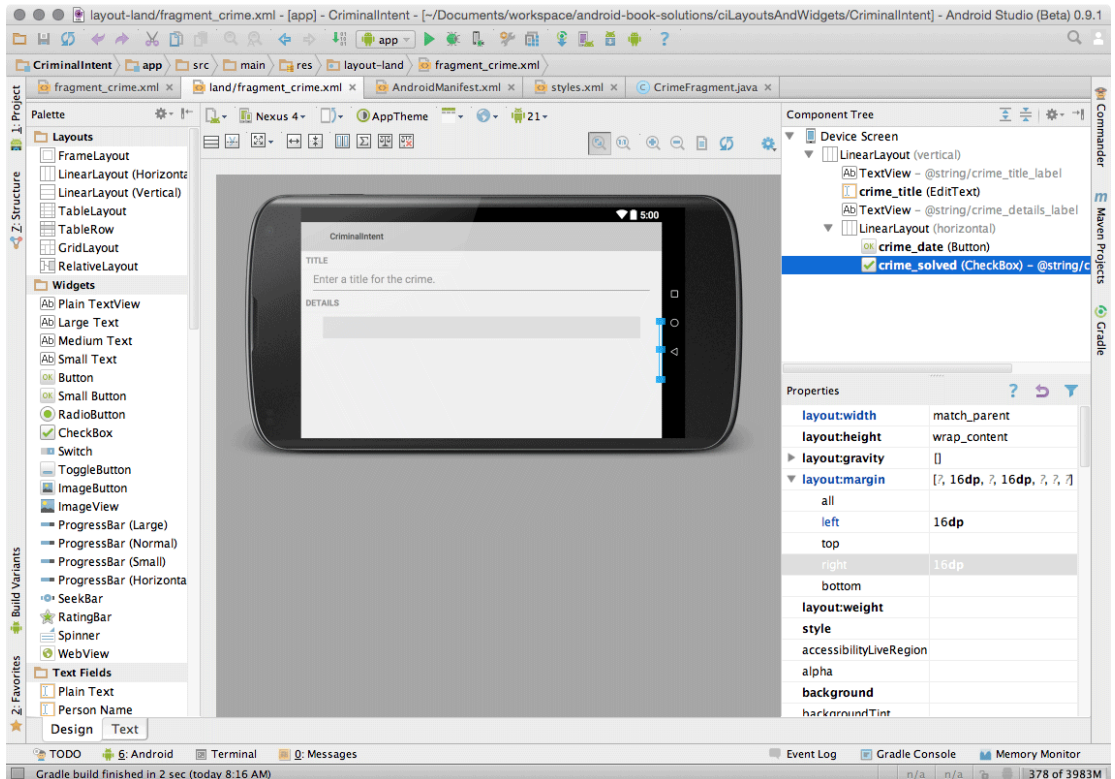 layout-land/fragment_crime.xml - [app] - CriminalIntent - [~/Documents/workspace/android-book-solutions/ciLayoutsAndWidgets/CriminalIntent] - Android Studio (Beta) 0.9.1
app
CriminalIntent app src main res layout-land fragment_crime.xml
fragment_crime.xml land/fragment_crime.xml AndroidManifest.xml styles.xml CrimeFragment.java
1: Project
Z: Structure
Build Variants
2: Favorites
Palette
Layouts
FrameLayout
LinearLayout (Horizonta
LinearLayout (Vertical)
TableLayout
TableRow
GridLayout
RelativeLayout
Widgets
Ab Plain TextView
Ab Large Text
Ab Medium Text
Ab Small Text
OK Button
OK Small Button
RadioButton
CheckBox
Switch
ToggleButton
ImageButton
ImageView
ProgressBar (Large)
ProgressBar (Normal)
ProgressBar (Small)
ProgressBar (Horizonta
SeekBar
RatingBar
Spinner
WebView
Text Fields
Plain Text
Person Name
Design Text
Nexus 4 AppTheme 21
5:00
CriminalIntent
TITLE
Enter a title for the crime.
DETAILS
Component Tree
Device Screen
LinearLayout (vertical)
Ab TextView – @string/crime_title_label
crime_title (EditText)
Ab TextView – @string/crime_details_label
LinearLayout (horizontal)
OK crime_date (Button)
crime_solved (CheckBox) – @string/c
Properties
layout:width match_parent
layout:height wrap_content
layout:gravity []
layout:margin [?, 16dp, ?, 16dp, ?, ?, ?]
all
left 16dp
top
right 16dp
bottom
layout:weight
style
accessibilityLiveRegion
alpha
background
backgroundTint
Commander
m Maven Projects
Gradle
TODO 6: Android Terminal 0: Messages Event Log Gradle Console Memory Monitor
Gradle build finished in 2 sec (today 8:16 AM) n/a n/a 378 of 3983M